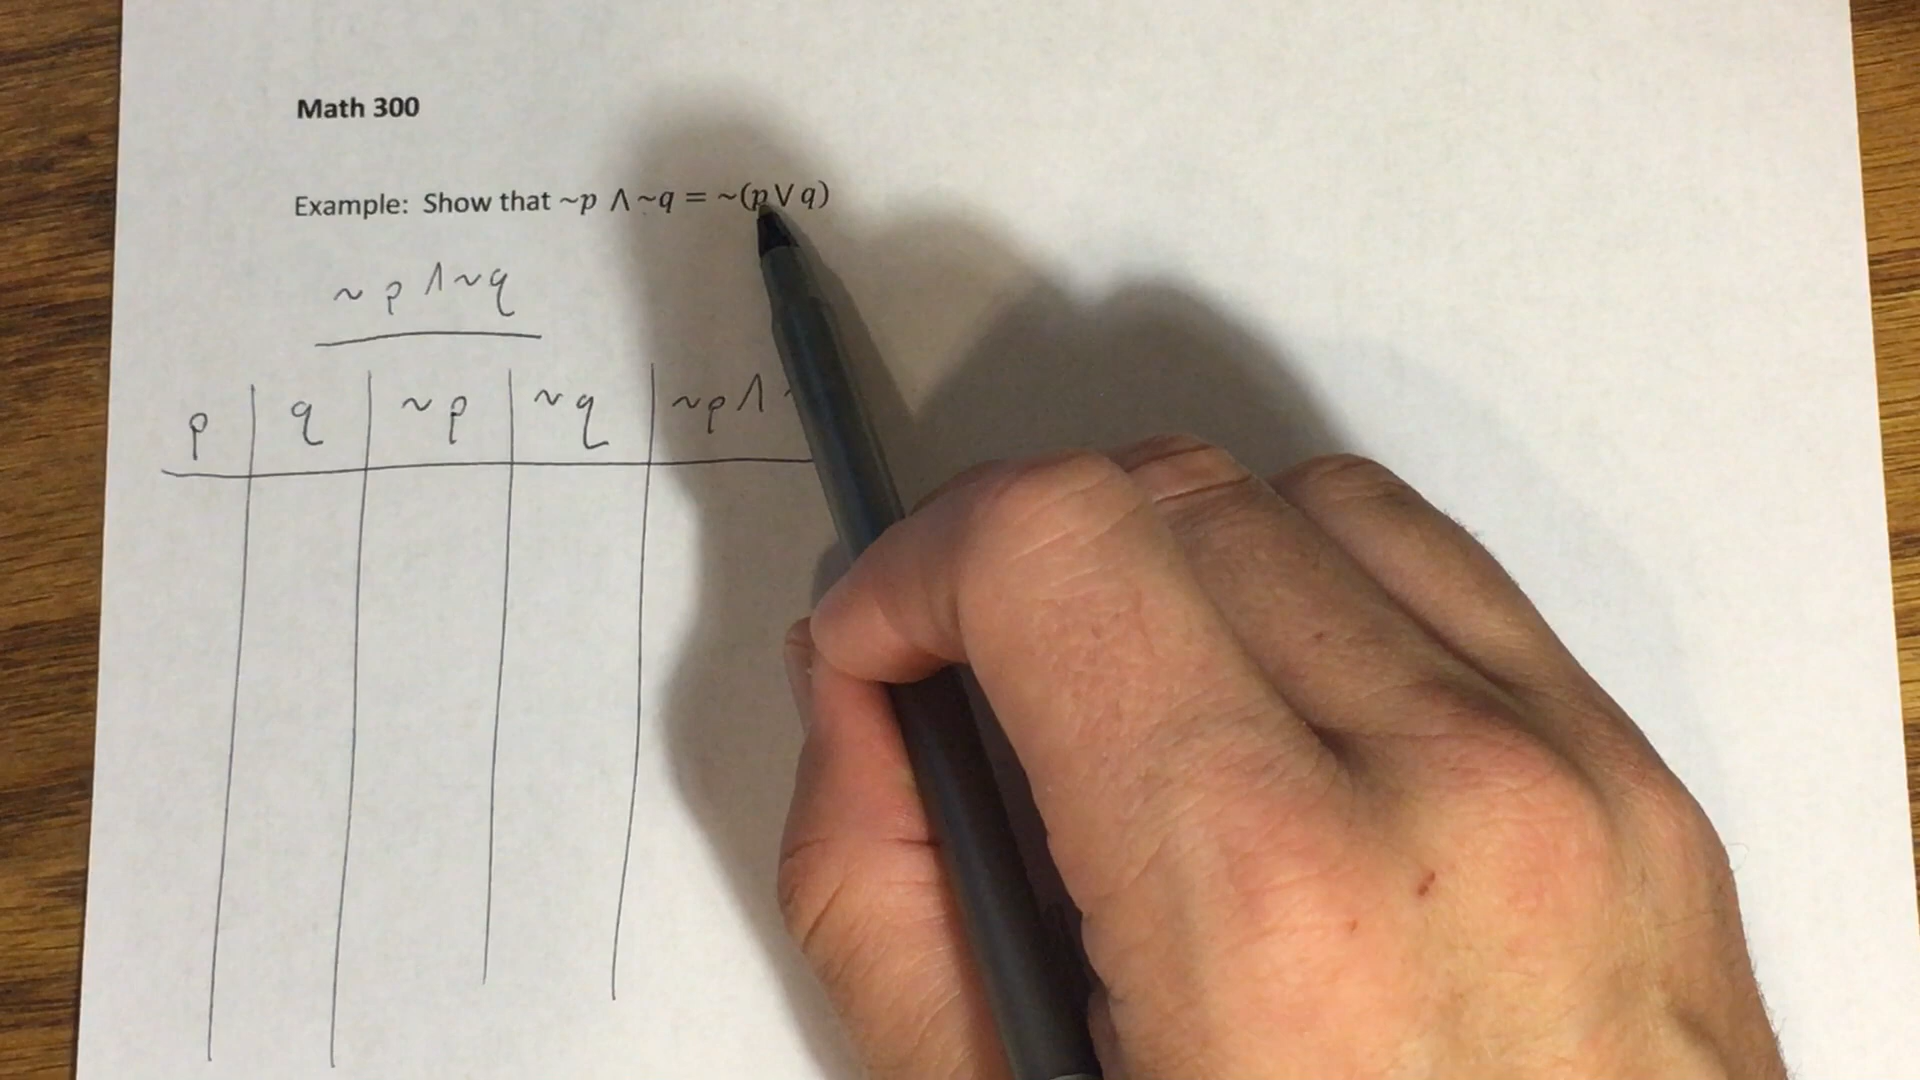 Math 300
Example: Show that ~p ∧ ~q = ~(p ∨ q)
~p ∧ ~q
p q ~p ~q ~p ∧